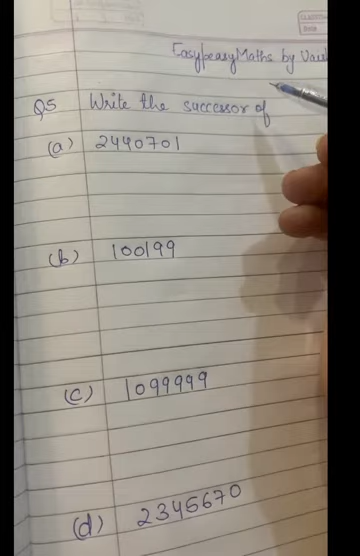 EasypeasyMaths by
Q5 Write the successor of
(a) 2440701
(b) 100199
(c) 1099999
(d) 2345670